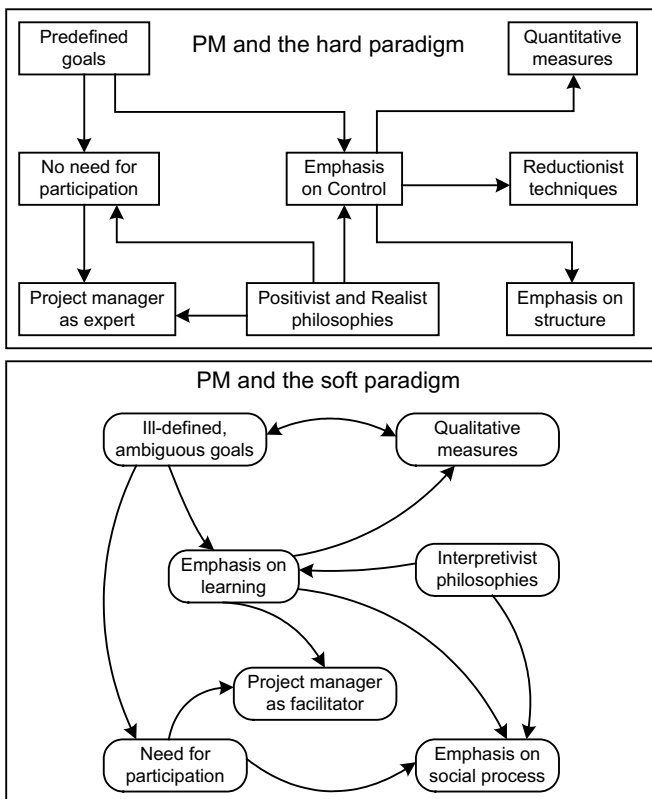 PM and the hard paradigm
Predefined
goals
Quantitative
measures
No need for
participation
Emphasis
on Control
Reductionist
techniques
Project manager
as expert
Positivist and Realist
philosophies
Emphasis on
structure
PM and the soft paradigm
Ill-defined,
ambiguous goals
Qualitative
measures
Emphasis on
learning
Interpretivist
philosophies
Project manager
as facilitator
Need for
participation
Emphasis on
social process